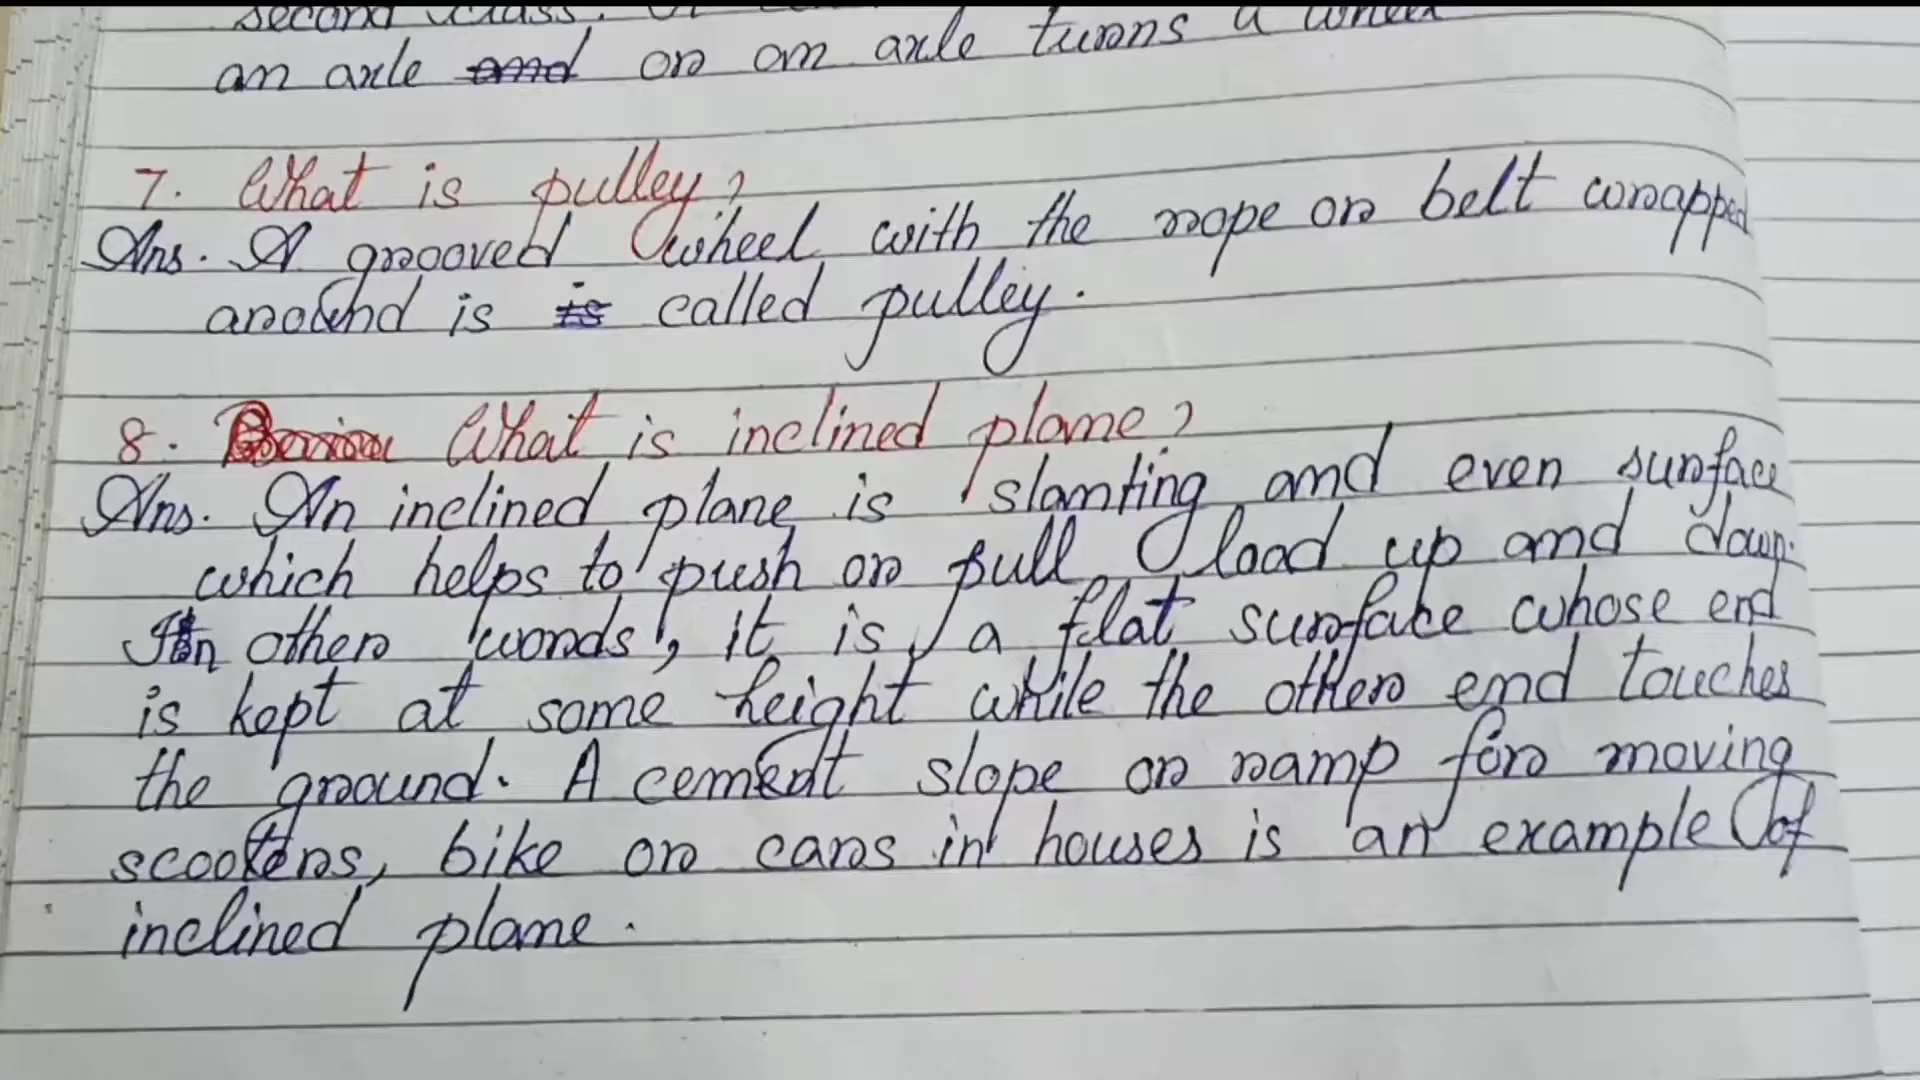 second class.
an axle or an axle turns a wheel
7. What is pulley?
Ans. A grooved wheel with the rope or belt wrapped
around is called pulley.
8. What is inclined plane?
Ans. An inclined plane is slanting and even surface
which helps to push or pull load up and down.
In other words, it is a flat surface whose end
is kept at some height while the other end touches
the ground. A cement slope or ramp for moving
scooters, bike or cars in houses is an example of
inclined plane.